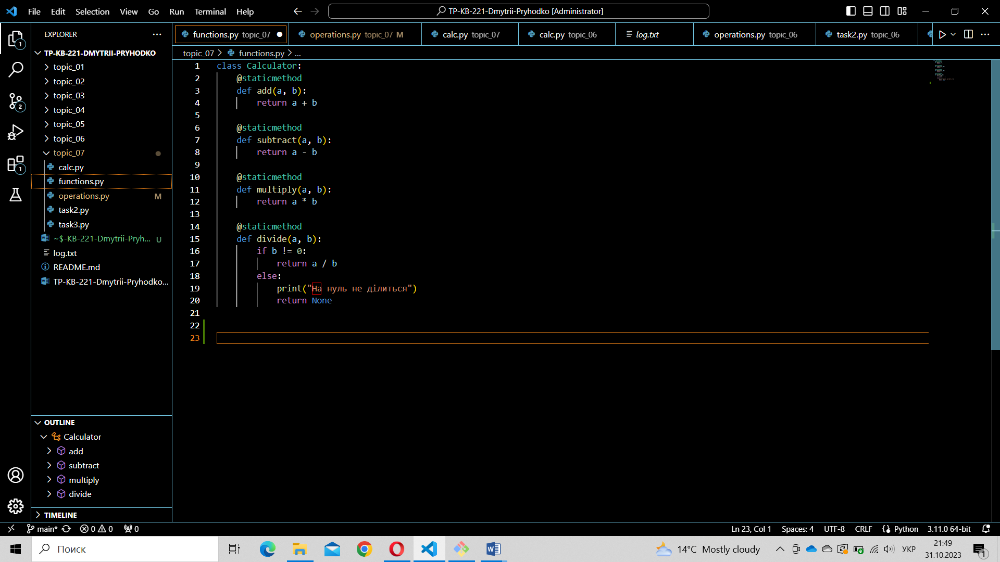 File Edit Selection View Go Run Terminal Help
TP-KB-221-Dmytrii-Pryhodko [Administrator]
EXPLORER
functions.py topic_07
operations.py topic_07 M
calc.py topic_07
calc.py topic_06
log.txt
operations.py topic_06
task2.py topic_06
topic_07 > functions.py > ...
TP-KB-221-DMYTRII-PRYHODKO
topic_01
topic_02
topic_03
topic_04
topic_05
topic_06
topic_07
calc.py
functions.py
operations.py M
task2.py
task3.py
~$-KB-221-Dmytrii-Pryh... U
log.txt
README.md
TP-KB-221-Dmytrii-Pryhodko...
1
2
1
1 class Calculator:
2 @staticmethod
3 def add(a, b):
4 return a + b
5
6 @staticmethod
7 def subtract(a, b):
8 return a - b
9
10 @staticmethod
11 def multiply(a, b):
12 return a * b
13
14 @staticmethod
15 def divide(a, b):
16 if b != 0:
17 return a / b
18 else:
19 print("На нуль не ділиться")
20 return None
21
22
23
OUTLINE
Calculator
add
subtract
multiply
divide
TIMELINE
main* 0 0 0
Ln 23, Col 1 Spaces: 4 UTF-8 CRLF Python 3.11.0 64-bit
Поиск
14°C Mostly cloudy
УКР
21:49
31.10.2023
1